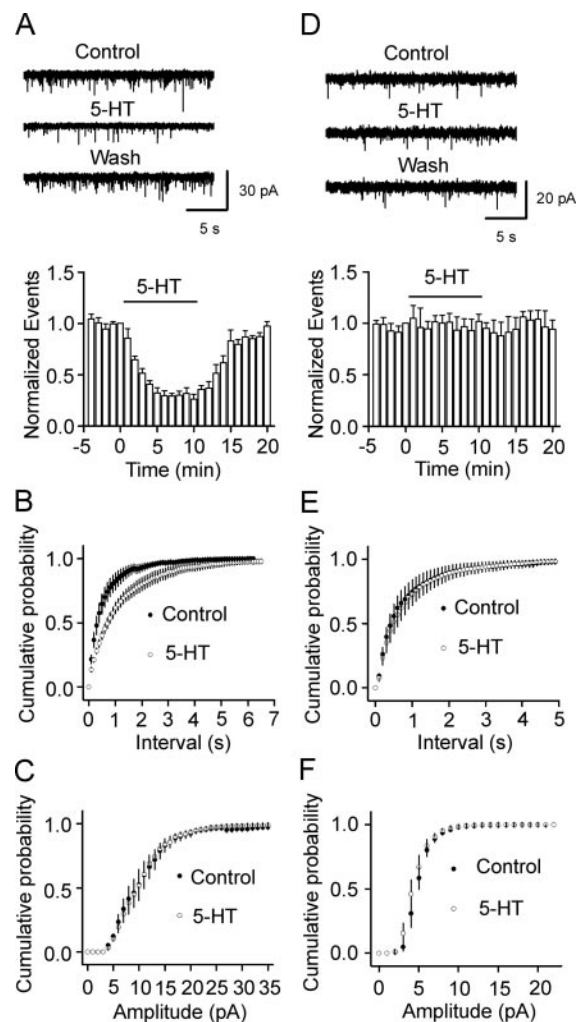 A
Control
5-HT
Wash
30 pA
5 s
1.5
1.0
0.5
0.0
Normalized Events
5-HT
-5 0 5 10 15 20
Time (min)
D
Control
5-HT
Wash
20 pA
5 s
1.5
1.0
0.5
0.0
Normalized Events
5-HT
-5 0 5 10 15 20
Time (min)
B
1.0
0.5
0.0
Cumulative probability
Control
5-HT
0 1 2 3 4 5 6 7
Interval (s)
E
1.0
0.5
0.0
Cumulative probability
Control
5-HT
0 1 2 3 4 5
Interval (s)
C
1.0
0.5
0.0
Cumulative probability
Control
5-HT
0 5 10 15 20 25 30 35
Amplitude (pA)
F
1.0
0.5
0.0
Cumulative probability
Control
5-HT
0 5 10 15 20
Amplitude (pA)